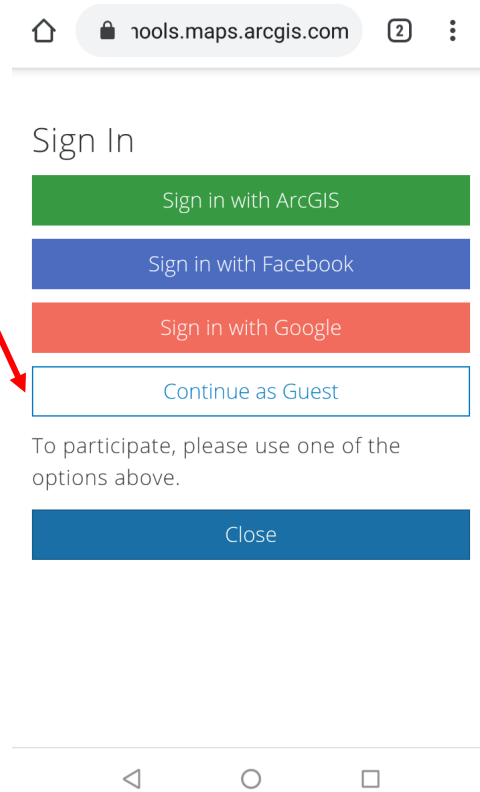 ools.maps.arcgis.com 2
Sign In
Sign in with ArcGIS
Sign in with Facebook
Sign in with Google
Continue as Guest
To participate, please use one of the
options above.
Close